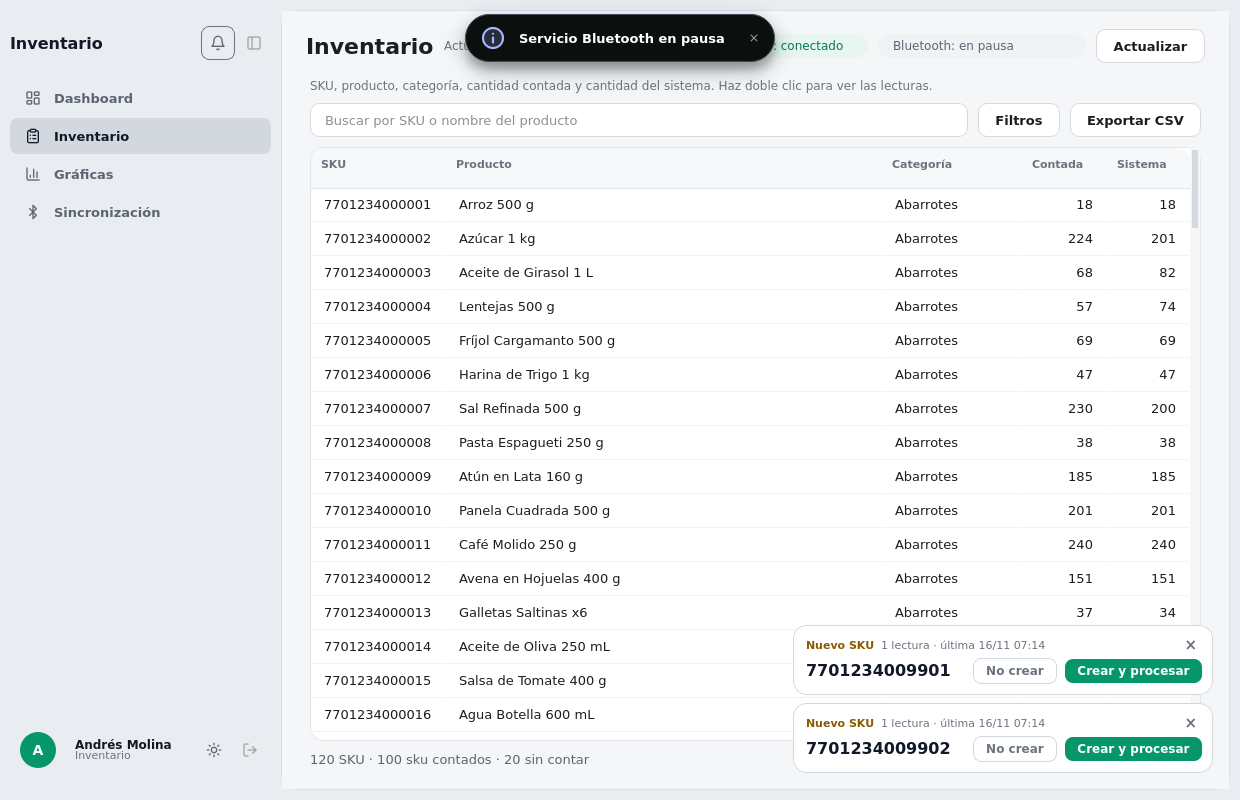 Inventario
Dashboard
Inventario
Gráficas
Sincronización
A
Andrés Molina
Inventario
Inventario
Servicio Bluetooth en pausa
×
: conectado
Bluetooth: en pausa
Actualizar
SKU, producto, categoría, cantidad contada y cantidad del sistema. Haz doble clic para ver las lecturas.
Buscar por SKU o nombre del producto
Filtros
Exportar CSV
SKU Producto Categoría Contada Sistema
7701234000001 Arroz 500 g Abarrotes 18 18
7701234000002 Azúcar 1 kg Abarrotes 224 201
7701234000003 Aceite de Girasol 1 L Abarrotes 68 82
7701234000004 Lentejas 500 g Abarrotes 57 74
7701234000005 Fríjol Cargamanto 500 g Abarrotes 69 69
7701234000006 Harina de Trigo 1 kg Abarrotes 47 47
7701234000007 Sal Refinada 500 g Abarrotes 230 200
7701234000008 Pasta Espagueti 250 g Abarrotes 38 38
7701234000009 Atún en Lata 160 g Abarrotes 185 185
7701234000010 Panela Cuadrada 500 g Abarrotes 201 201
7701234000011 Café Molido 250 g Abarrotes 240 240
7701234000012 Avena en Hojuelas 400 g Abarrotes 151 151
7701234000013 Galletas Saltinas x6 Abarrotes 37 34
7701234000014 Aceite de Oliva 250 mL
7701234000015 Salsa de Tomate 400 g
7701234000016 Agua Botella 600 mL
Nuevo SKU 1 lectura · última 16/11 07:14 ×
7701234009901 No crear Crear y procesar
Nuevo SKU 1 lectura · última 16/11 07:14 ×
7701234009902 No crear Crear y procesar
120 SKU · 100 sku contados · 20 sin contar